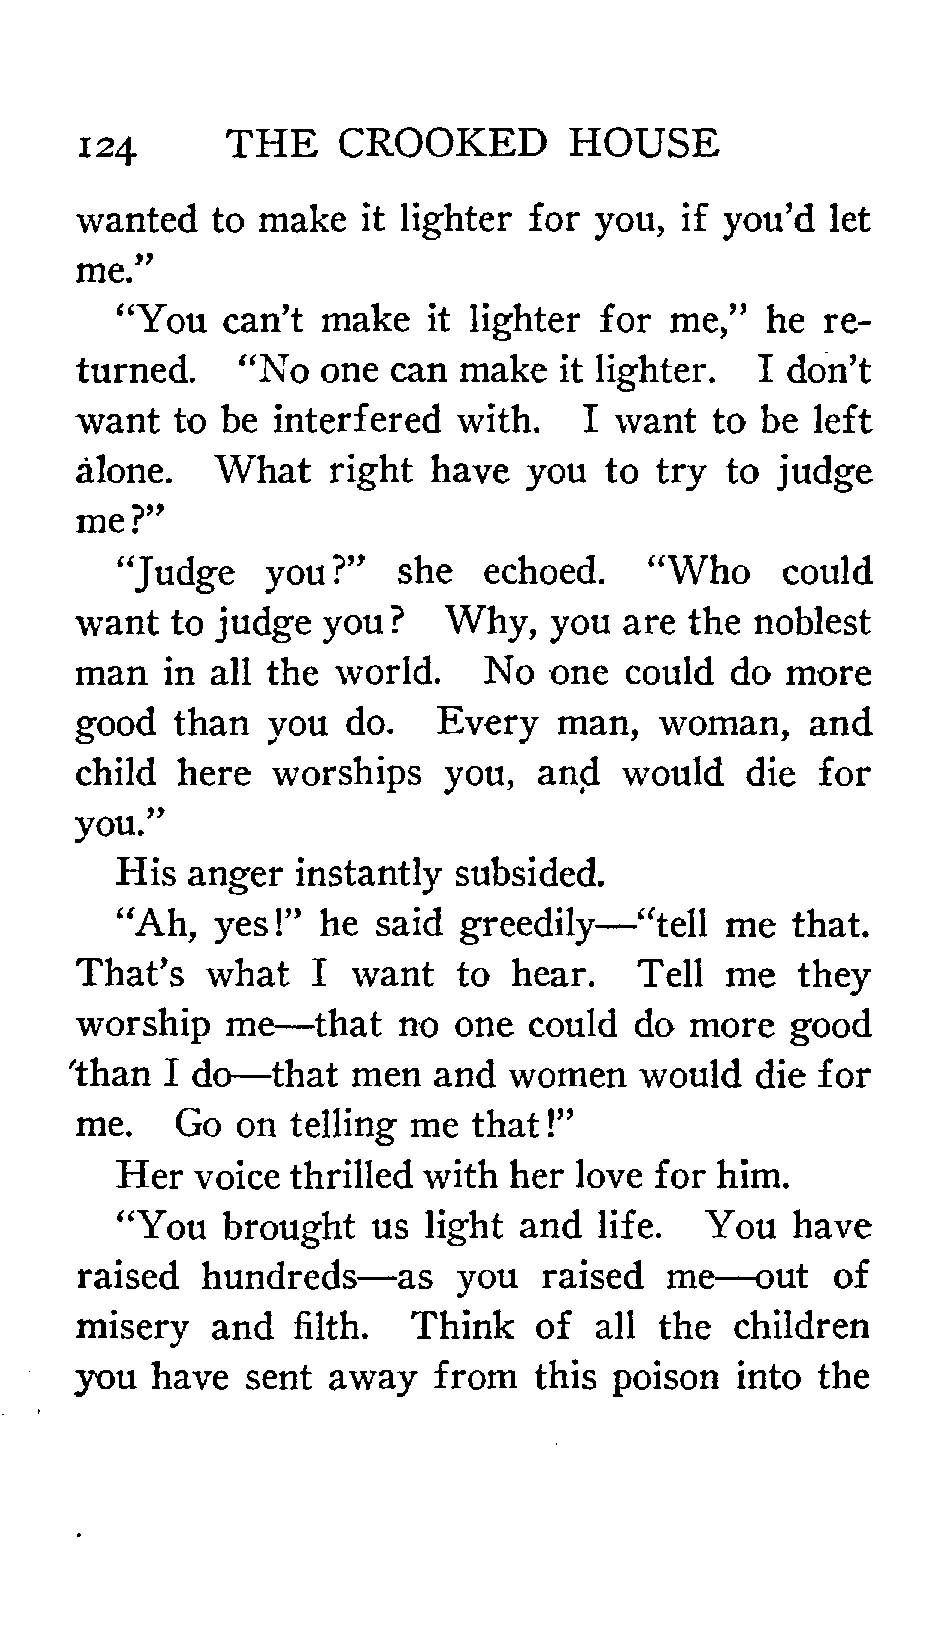 124 THE CROOKED HOUSE
wanted to make it lighter for you, if you'd let
me."
"You can't make it lighter for me," he re-
turned. "No one can make it lighter. I don't
want to be interfered with. I want to be left
alone. What right have you to try to judge
me?"
"Judge you?" she echoed. "Who could
want to judge you? Why, you are the noblest
man in all the world. No one could do more
good than you do. Every man, woman, and
child here worships you, and would die for
you."
His anger instantly subsided.
"Ah, yes!" he said greedily—"tell me that.
That's what I want to hear. Tell me they
worship me—that no one could do more good
than I do—that men and women would die for
me. Go on telling me that!"
Her voice thrilled with her love for him.
"You brought us light and life. You have
raised hundreds—as you raised me—out of
misery and filth. Think of all the children
you have sent away from this poison into the